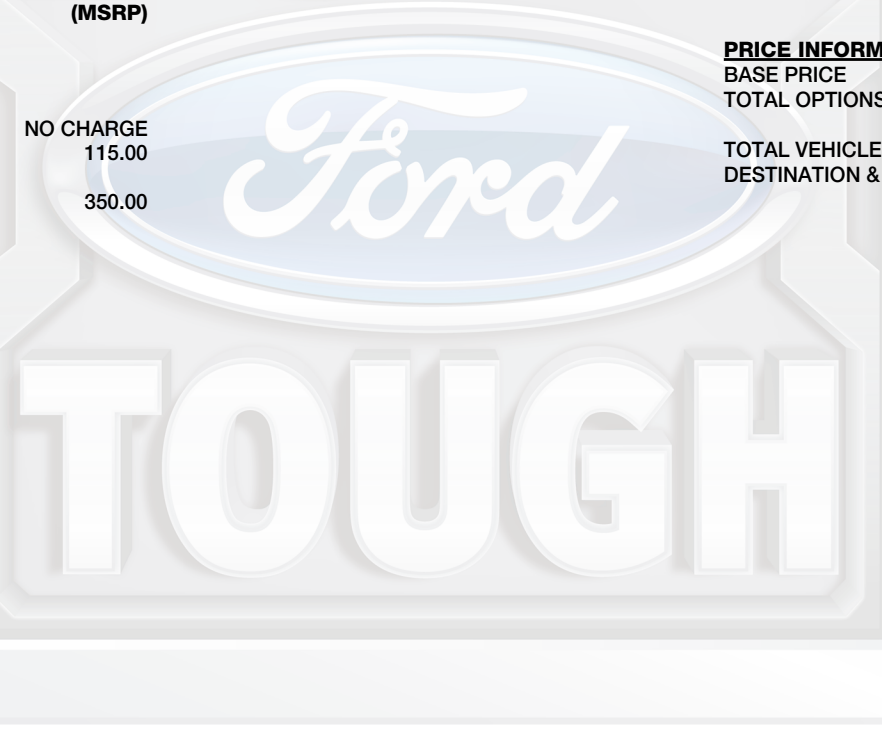 (MSRP)
NO CHARGE
115.00
350.00
PRICE INFORM
BASE PRICE
TOTAL OPTIONS
TOTAL VEHICLE
DESTINATION &
Ford
TOUGH